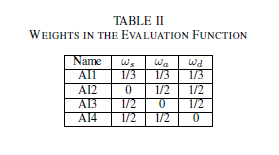 TABLE II
WEIGHTS IN THE EVALUATION FUNCTION
Name ωs ωa ωd
AI1 1/3 1/3 1/3
AI2 0 1/2 1/2
AI3 1/2 0 1/2
AI4 1/2 1/2 0